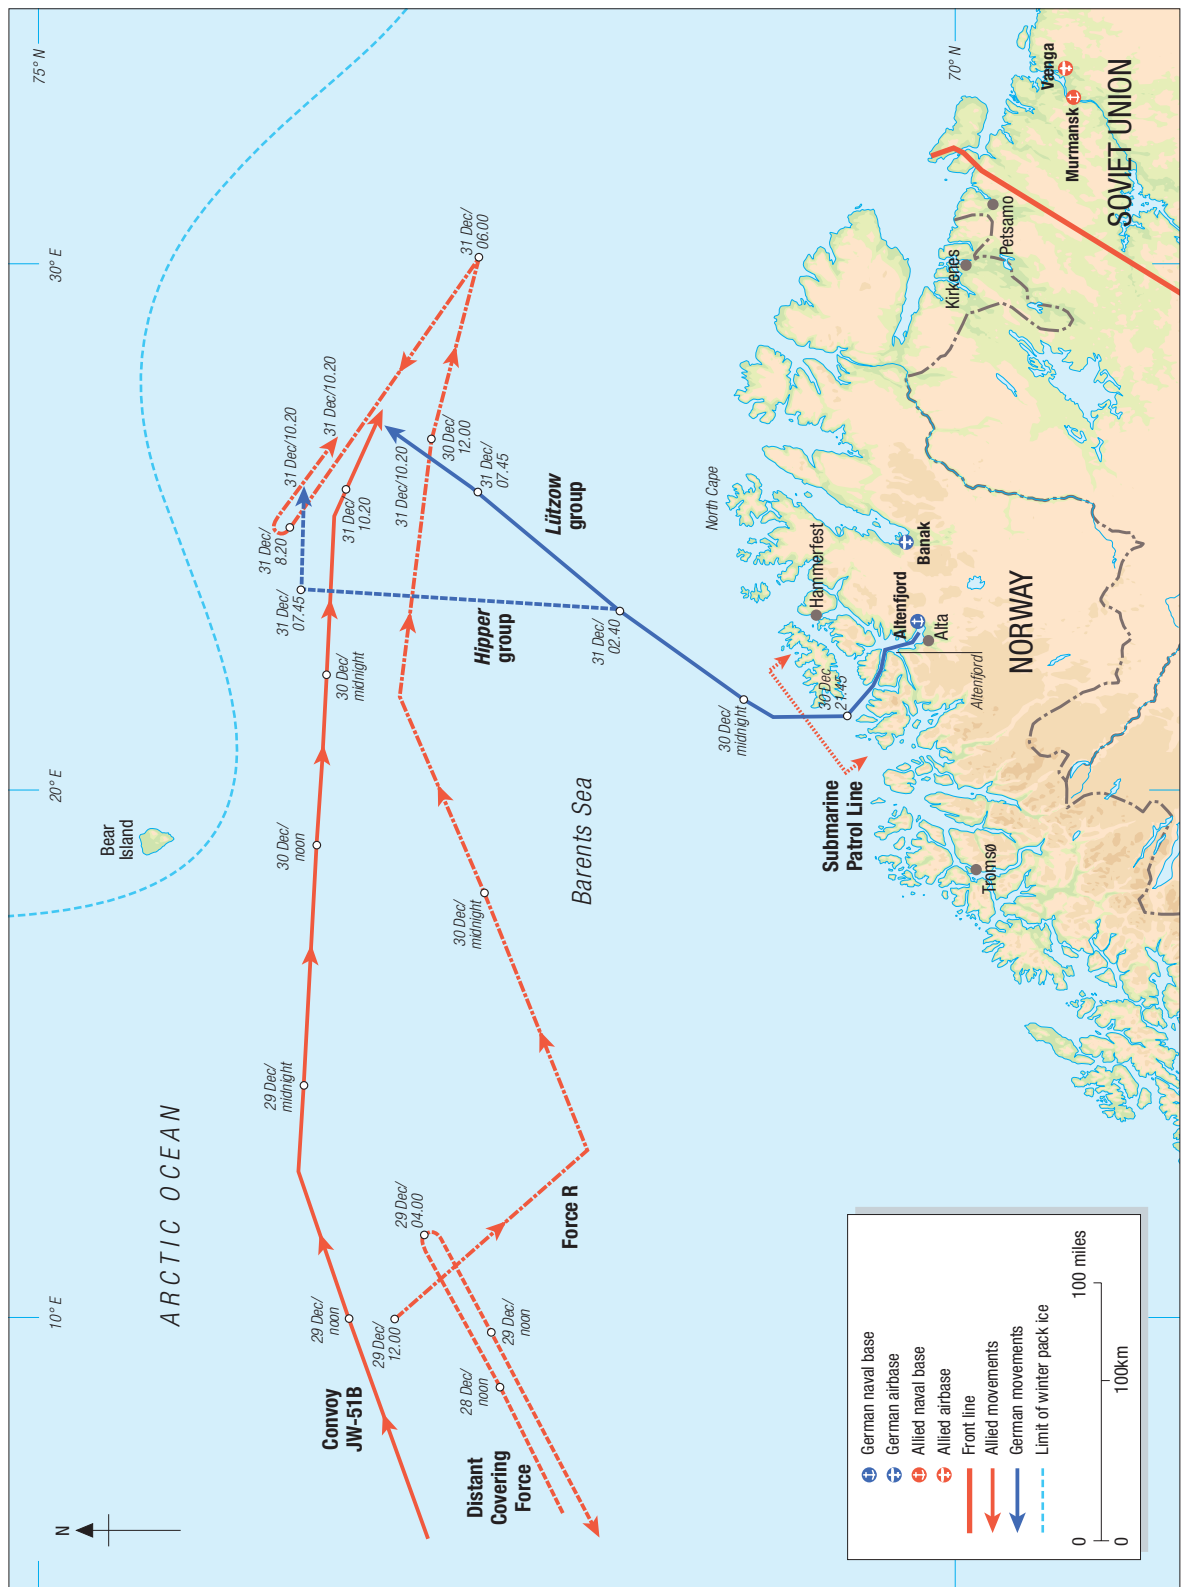 75° N
70° N
10° E
20° E
30° E
N
ARCTIC OCEAN
Bear
Island
Barents Sea
Convoy
JW-51B
29 Dec/
noon
29 Dec/
midnight
30 Dec/
noon
30 Dec/
midnight
31 Dec/
10.20
31 Dec/
07.45
31 Dec/
8.20
31 Dec/10.20
31 Dec/10.20
31 Dec/10.20
31 Dec/
06.00
30 Dec/
12.00
31 Dec/
07.45
Lützow
group
Hipper
group
31 Dec/
02.40
30 Dec/
midnight
30 Dec
21.45
Distant
Covering
Force
28 Dec/
noon
29 Dec/
noon
29 Dec/
04.00
29 Dec/
12.00
Force R
30 Dec/
midnight
Submarine
Patrol Line
North Cape
Hammerfest
Altenfjord
Alta
Altenfjord
Banak
Tromsø
NORWAY
Kirkenes
Petsamo
Murmansk
Vænga
SOVIET UNION
German naval base
German airbase
Allied naval base
Allied airbase
Front line
Allied movements
German movements
Limit of winter pack ice
0
100 miles
0
100km